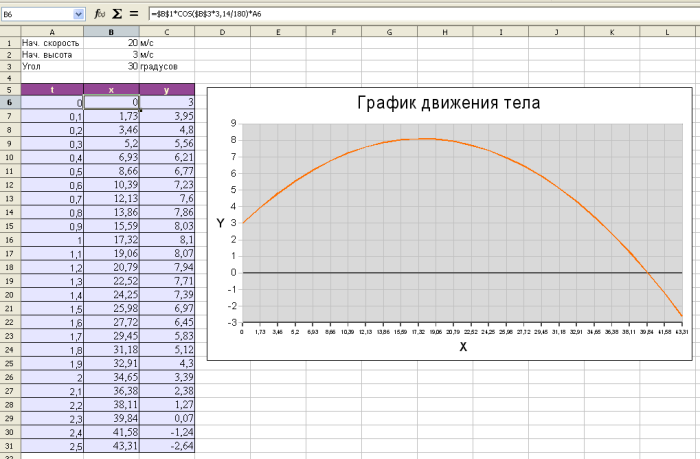 B6 f(x) Σ = =$B$1*COS($B$3*3,14/180)*A6
A B C D E F G H I J K L
1 Нач. скорость 20 м/с
2 Нач. высота 3 м/с
3 Угол 30 градусов
4
5 t x y
6 0 0 3
7 0,1 1,73 3,95
8 0,2 3,46 4,8
9 0,3 5,2 5,56
10 0,4 6,93 6,21
11 0,5 8,66 6,77
12 0,6 10,39 7,23
13 0,7 12,13 7,6
14 0,8 13,86 7,86
15 0,9 15,59 8,03
16 1 17,32 8,1
17 1,1 19,06 8,07
18 1,2 20,79 7,94
19 1,3 22,52 7,71
20 1,4 24,25 7,39
21 1,5 25,98 6,97
22 1,6 27,72 6,45
23 1,7 29,45 5,83
24 1,8 31,18 5,12
25 1,9 32,91 4,3
26 2 34,65 3,39
27 2,1 36,38 2,38
28 2,2 38,11 1,27
29 2,3 39,84 0,07
30 2,4 41,58 -1,24
31 2,5 43,31 -2,64
График движения тела
9
8
7
6
5
4
Y 3
2
1
0
-1
-2
-3
0 1,73 3,46 5,2 6,93 8,66 10,39 12,13 13,86 15,59 17,32 19,06 20,79 22,52 24,25 25,98 27,72 29,45 31,18 32,91 34,65 36,38 38,11 39,84 41,58 43,31
X